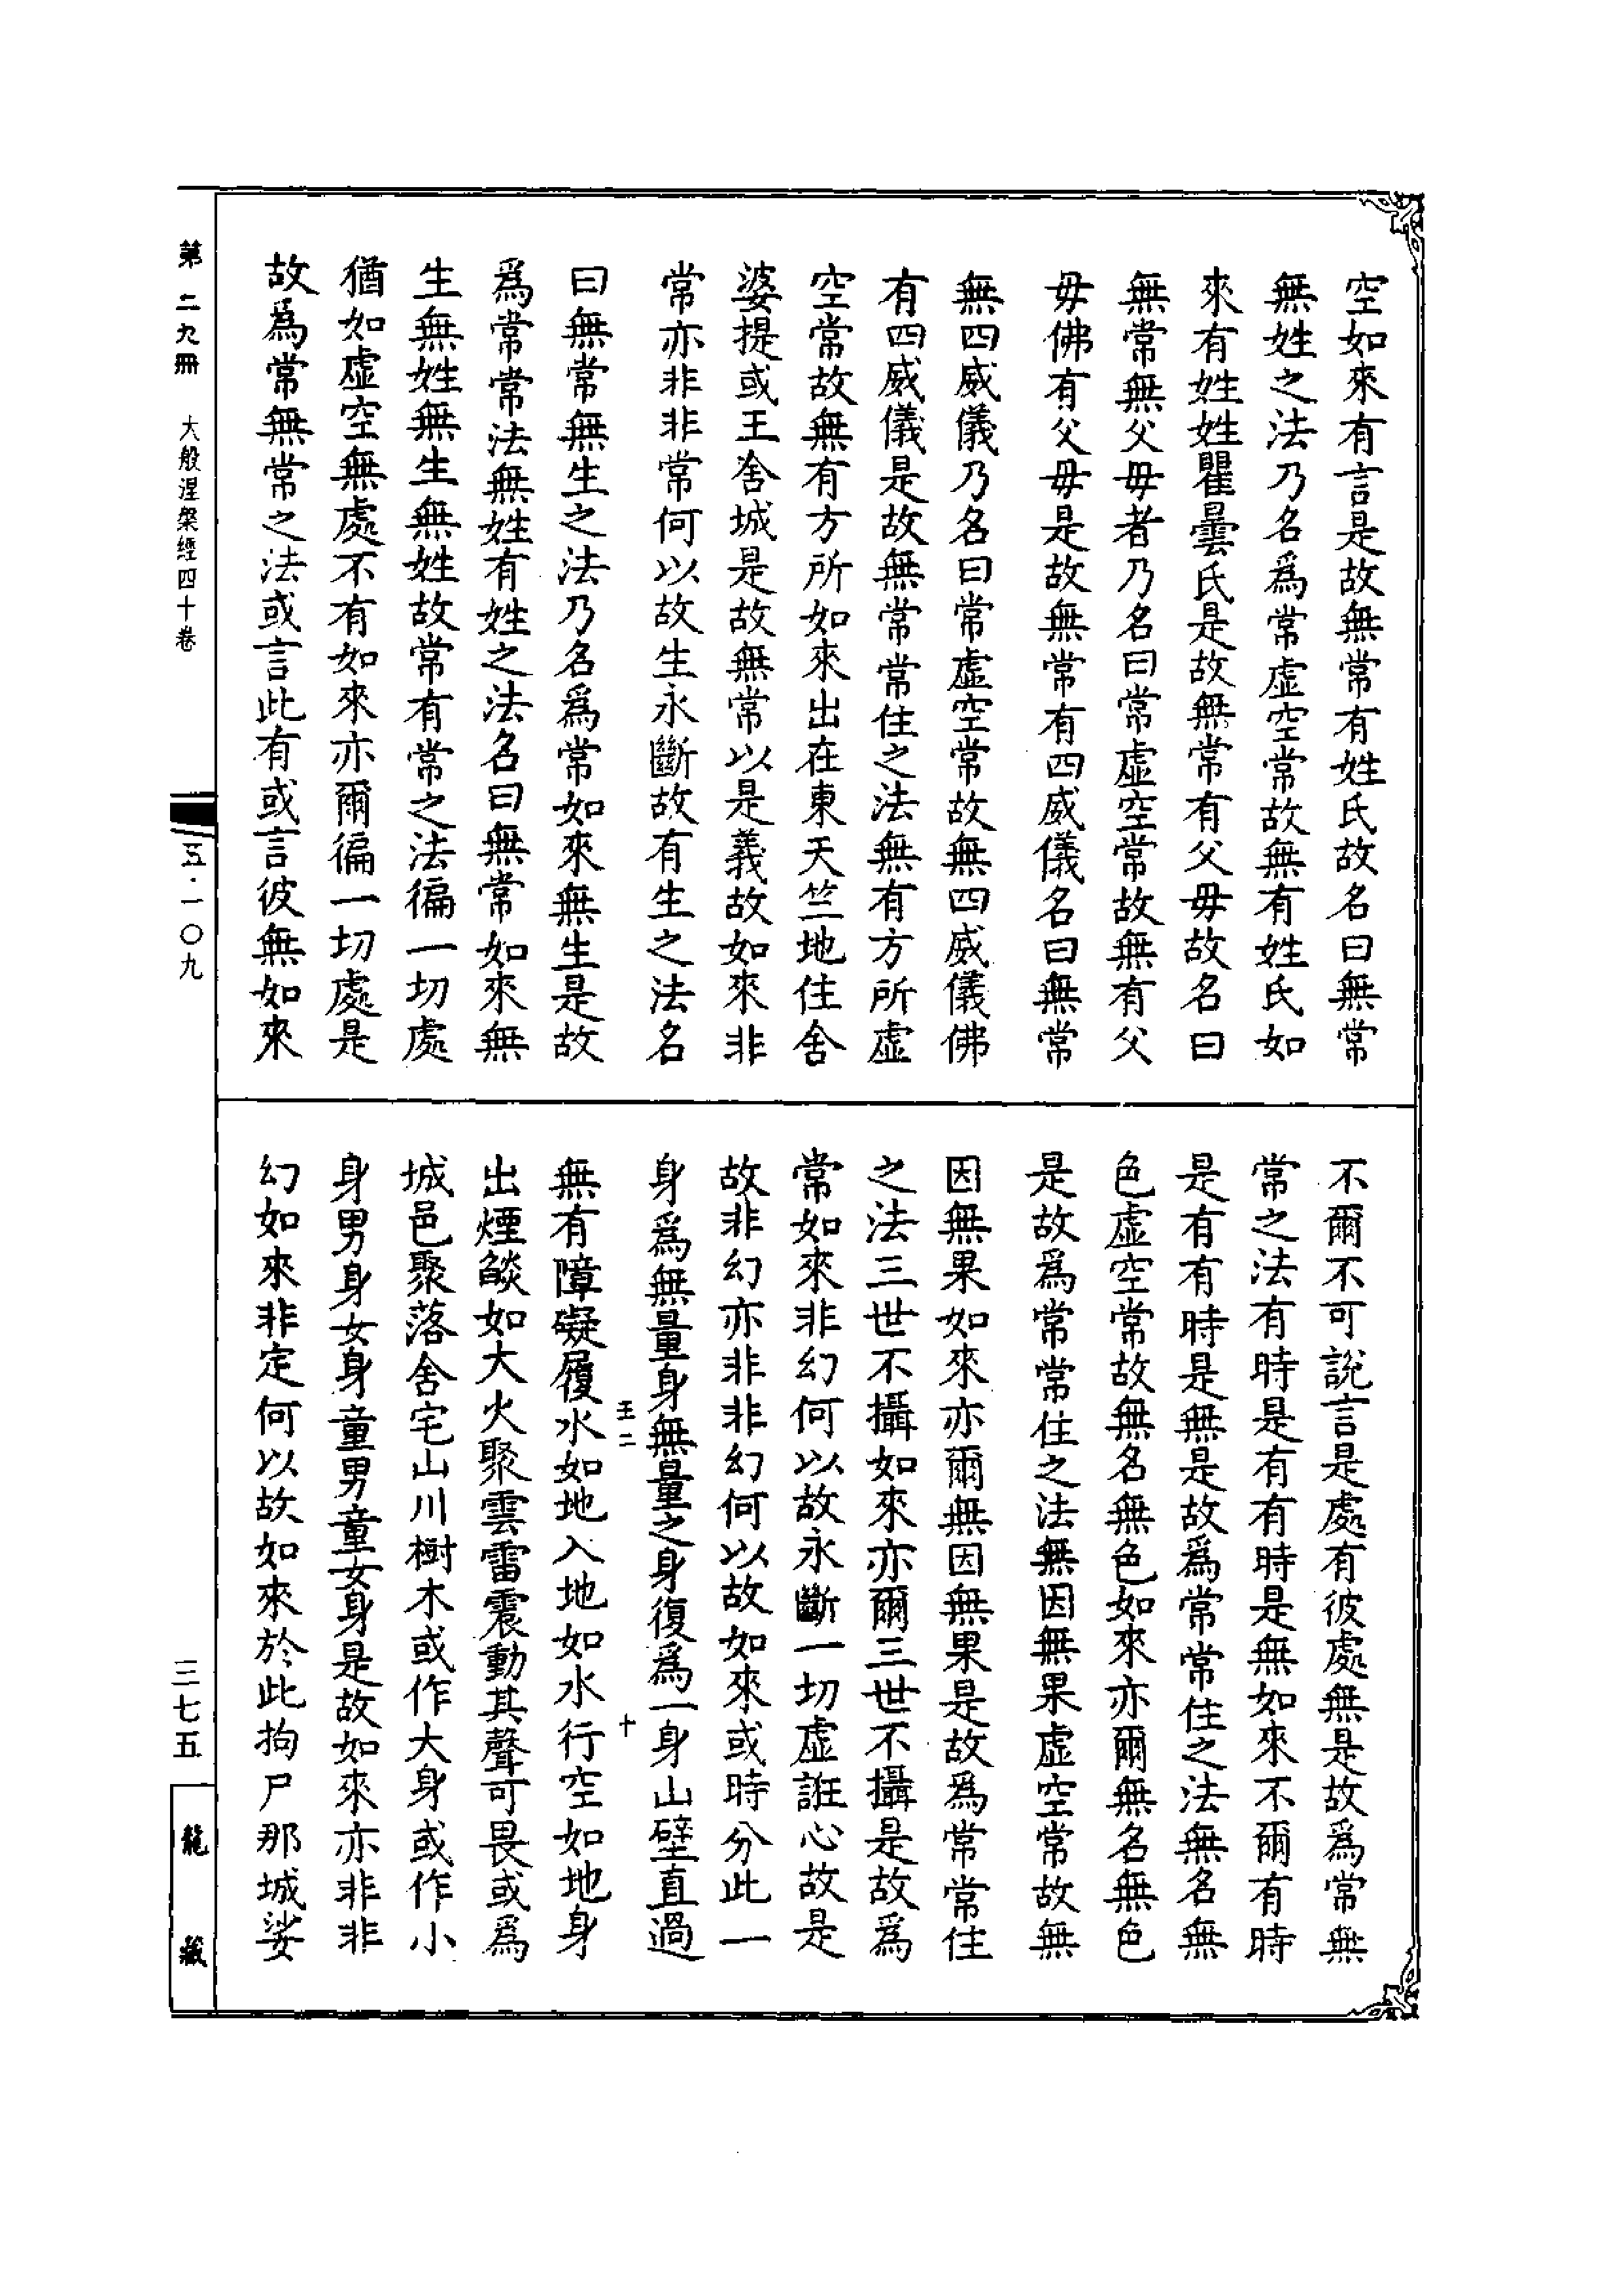 空如來有言是故無常有姓氏故名曰無常
無姓之法乃名爲常虛空常故無有姓氏如
來有姓姓瞿曇氏是故無常有父毋故名曰
無常無父毋者乃名曰常虛空常故無有父
毋佛有父毋是故無常有四威儀名曰無常
無四威儀乃名曰常虛空常故無四威儀佛
有四威儀是故無常常住之法無有方所虛
空常故無有方所如來出在東天竺地住舍
婆提或王舍城是故無常以是義故如來非
常亦非非常何以故生永斷故有生之法名
曰無常無生之法乃名爲常如來無生是故
爲常常法無姓有姓之法名曰無常如來無
生無姓無生無姓故常有常之法徧一切處
猶如虛空無處不有如來亦爾徧一切處是
故爲常無常之法或言此有或言彼無如來
不爾不可說言是處有彼處無是故爲常無
常之法有時是有有時是無如來不爾有時
是有有時是無是故爲常常住之法無名無
色虛空常故無名無色如來亦爾無名無色
是故爲常常住之法無因無果虛空常故無
因無果如來亦爾無因無果是故爲常常住
之法三世不攝如來亦爾三世不攝是故爲
常如來非幻何以故永斷一切虛誑心故是
故非幻亦非非幻何以故如來或時分此一
身爲無量身無量之身復爲一身山壁直過
王二 十
無有障礙履水如地入地如水行空如地身
出煙燄如大火聚雲雷震動其聲可畏或爲
城邑聚落舍宅山川樹木或作大身或作小
身男身女身童男童女身是故如來亦非非
幻如來非定何以故如來於此拘尸那城娑
第二九冊 大般涅槃經四十卷
五·一〇九
三七五
龍藏